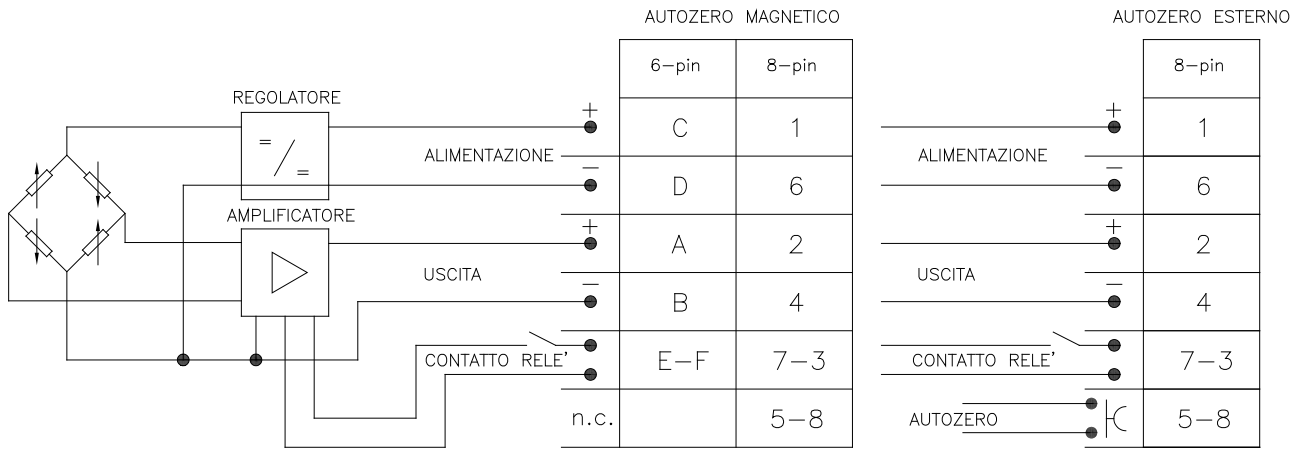 AUTOZERO MAGNETICO
AUTOZERO ESTERNO
6-pin 8-pin
8-pin
REGOLATORE
= / =
+ C 1
+ 1
ALIMENTAZIONE
ALIMENTAZIONE
- D 6
- 6
AMPLIFICATORE
+ A 2
+ 2
USCITA
USCITA
- B 4
- 4
CONTATTO RELE' E-F 7-3
CONTATTO RELE' 7-3
n.c. 5-8
AUTOZERO 5-8